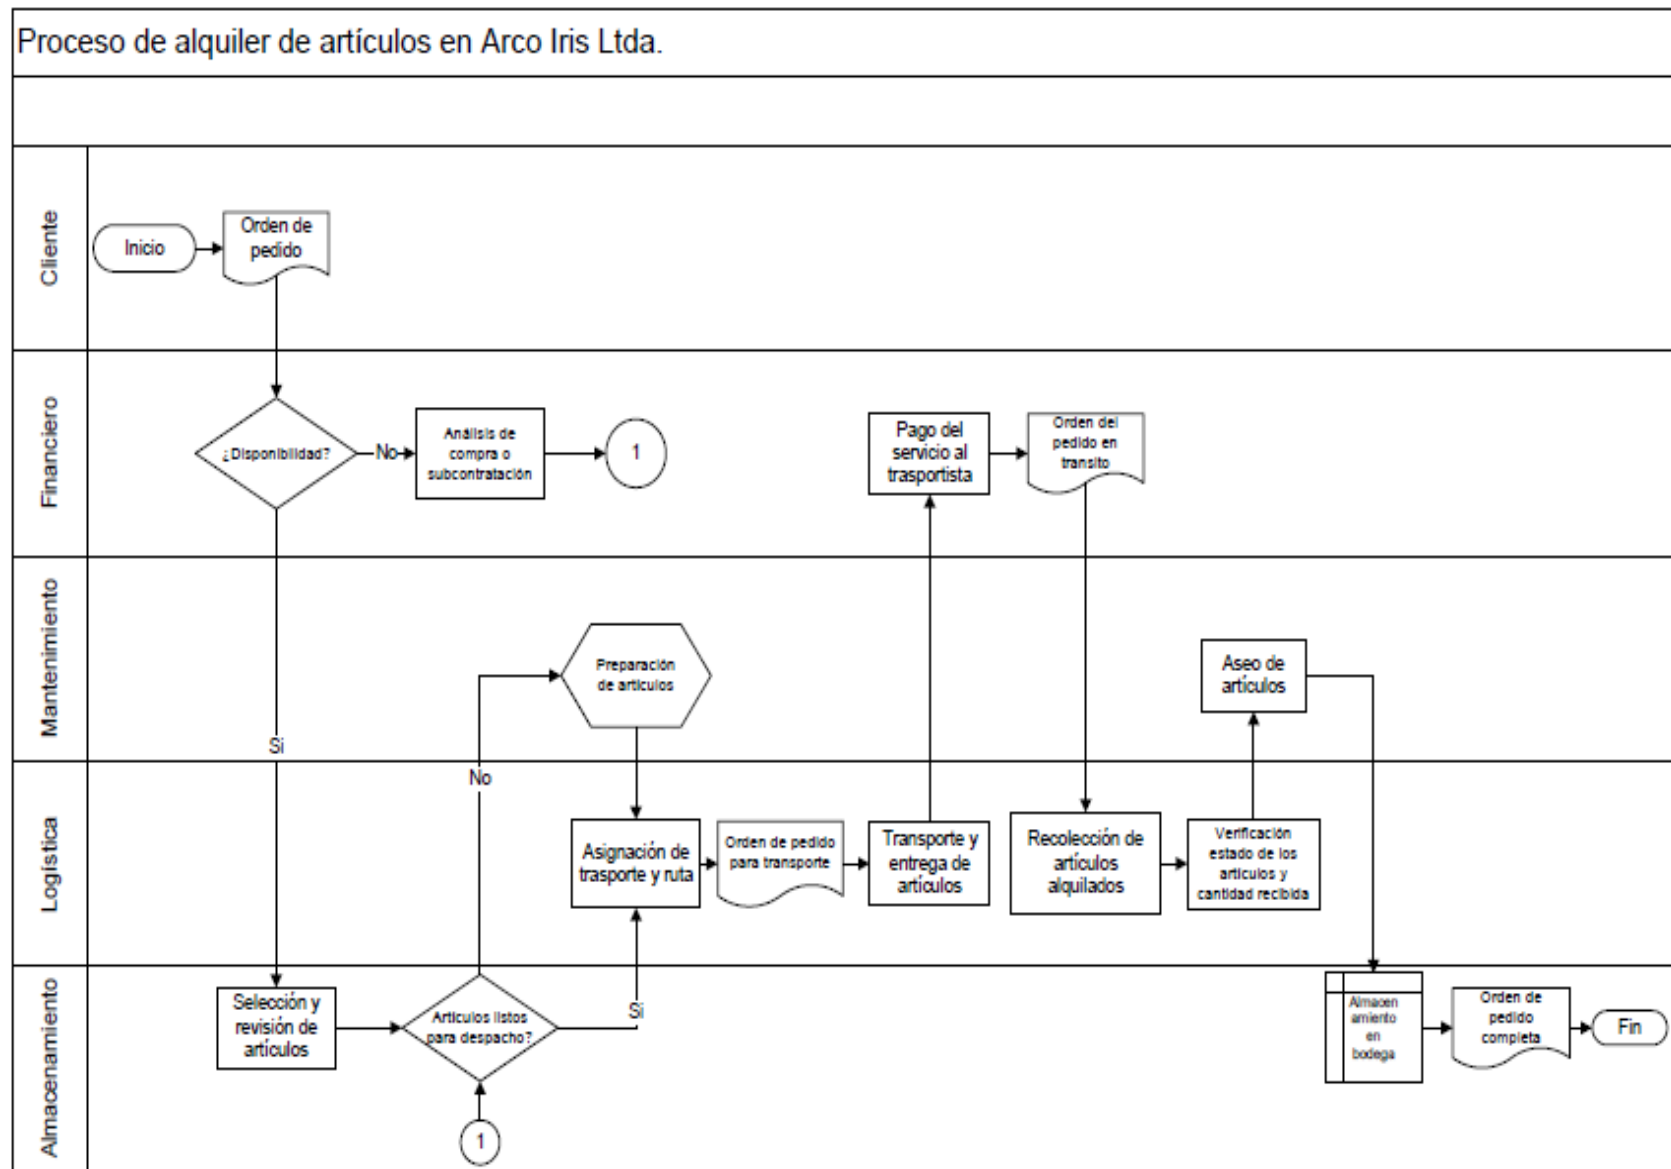 Proceso de alquiler de artículos en Arco Iris Ltda.
Cliente
Inicio
Orden de
pedido
Financiero
¿Disponibilidad?
No
Análisis de
compra o
subcontratación
1
Pago del
servicio al
trasportista
Orden del
pedido en
transito
Mantenimiento
Si
Preparación
de artículos
Aseo de
artículos
Logística
No
Asignación de
trasporte y ruta
Orden de pedido
para transporte
Transporte y
entrega de
artículos
Recolección de
artículos
alquilados
Verificación
estado de los
artículos y
cantidad recibida
Almacenamiento
Selección y
revisión de
artículos
Artículos listos
para despacho?
Si
1
Almacen
amiento
en
bodega
Orden de
pedido
completa
Fin